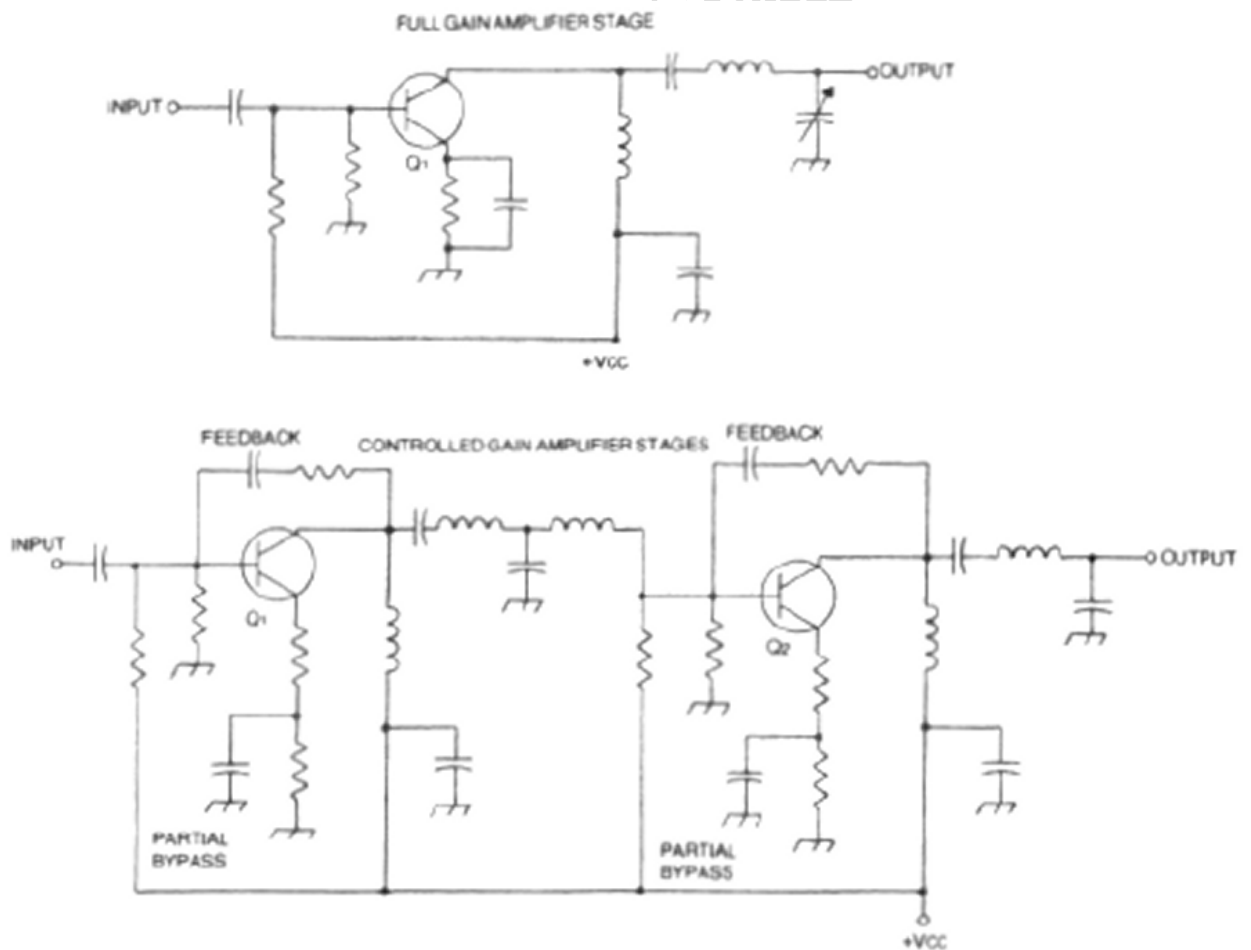 FULL GAIN AMPLIFIER STAGE
INPUT
OUTPUT
Q1
+VCC
FEEDBACK
CONTROLLED-GAIN AMPLIFIER STAGES
FEEDBACK
INPUT
OUTPUT
Q1
Q2
PARTIAL
BYPASS
PARTIAL
BYPASS
+VCC